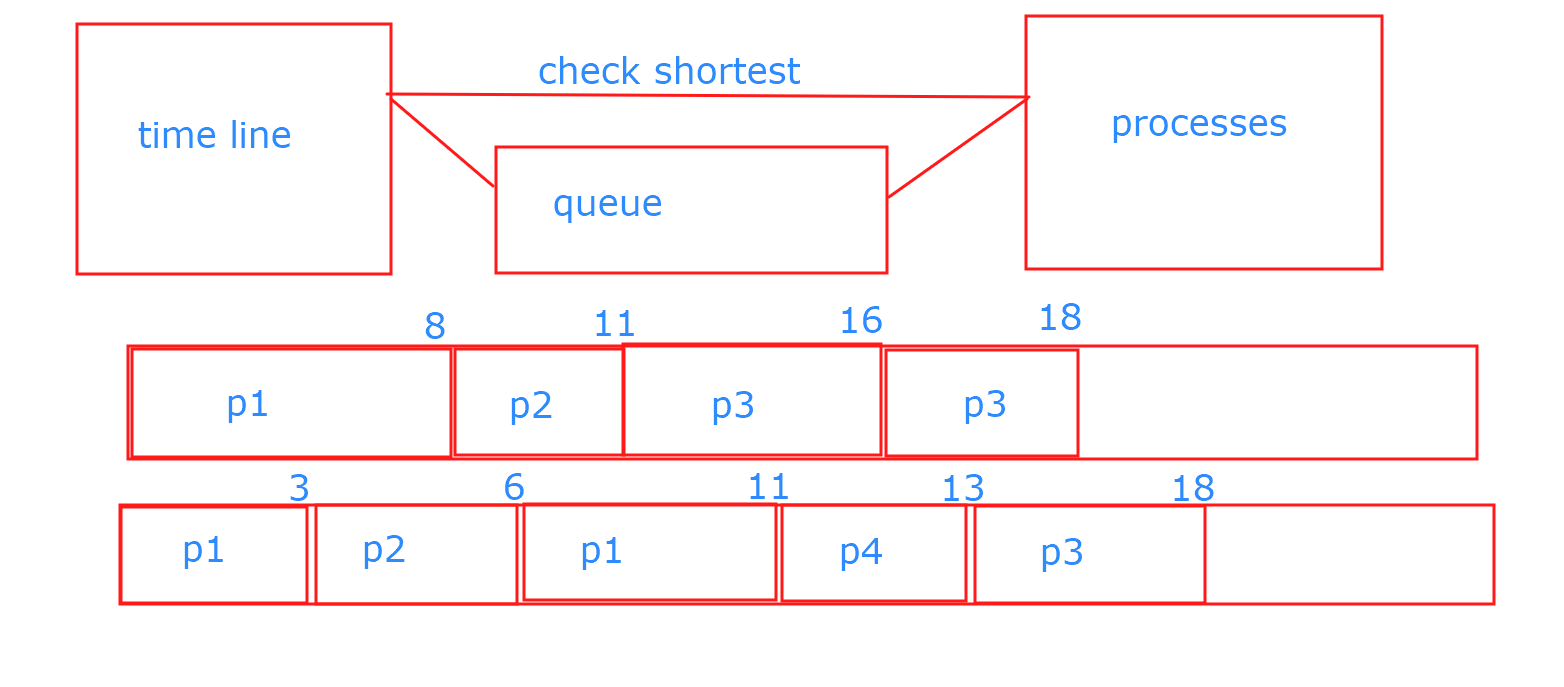 check shortest
time line
processes
queue
8 11 16 18
p1 p2 p3 p3
3 6 11 13 18
p1 p2 p1 p4 p3